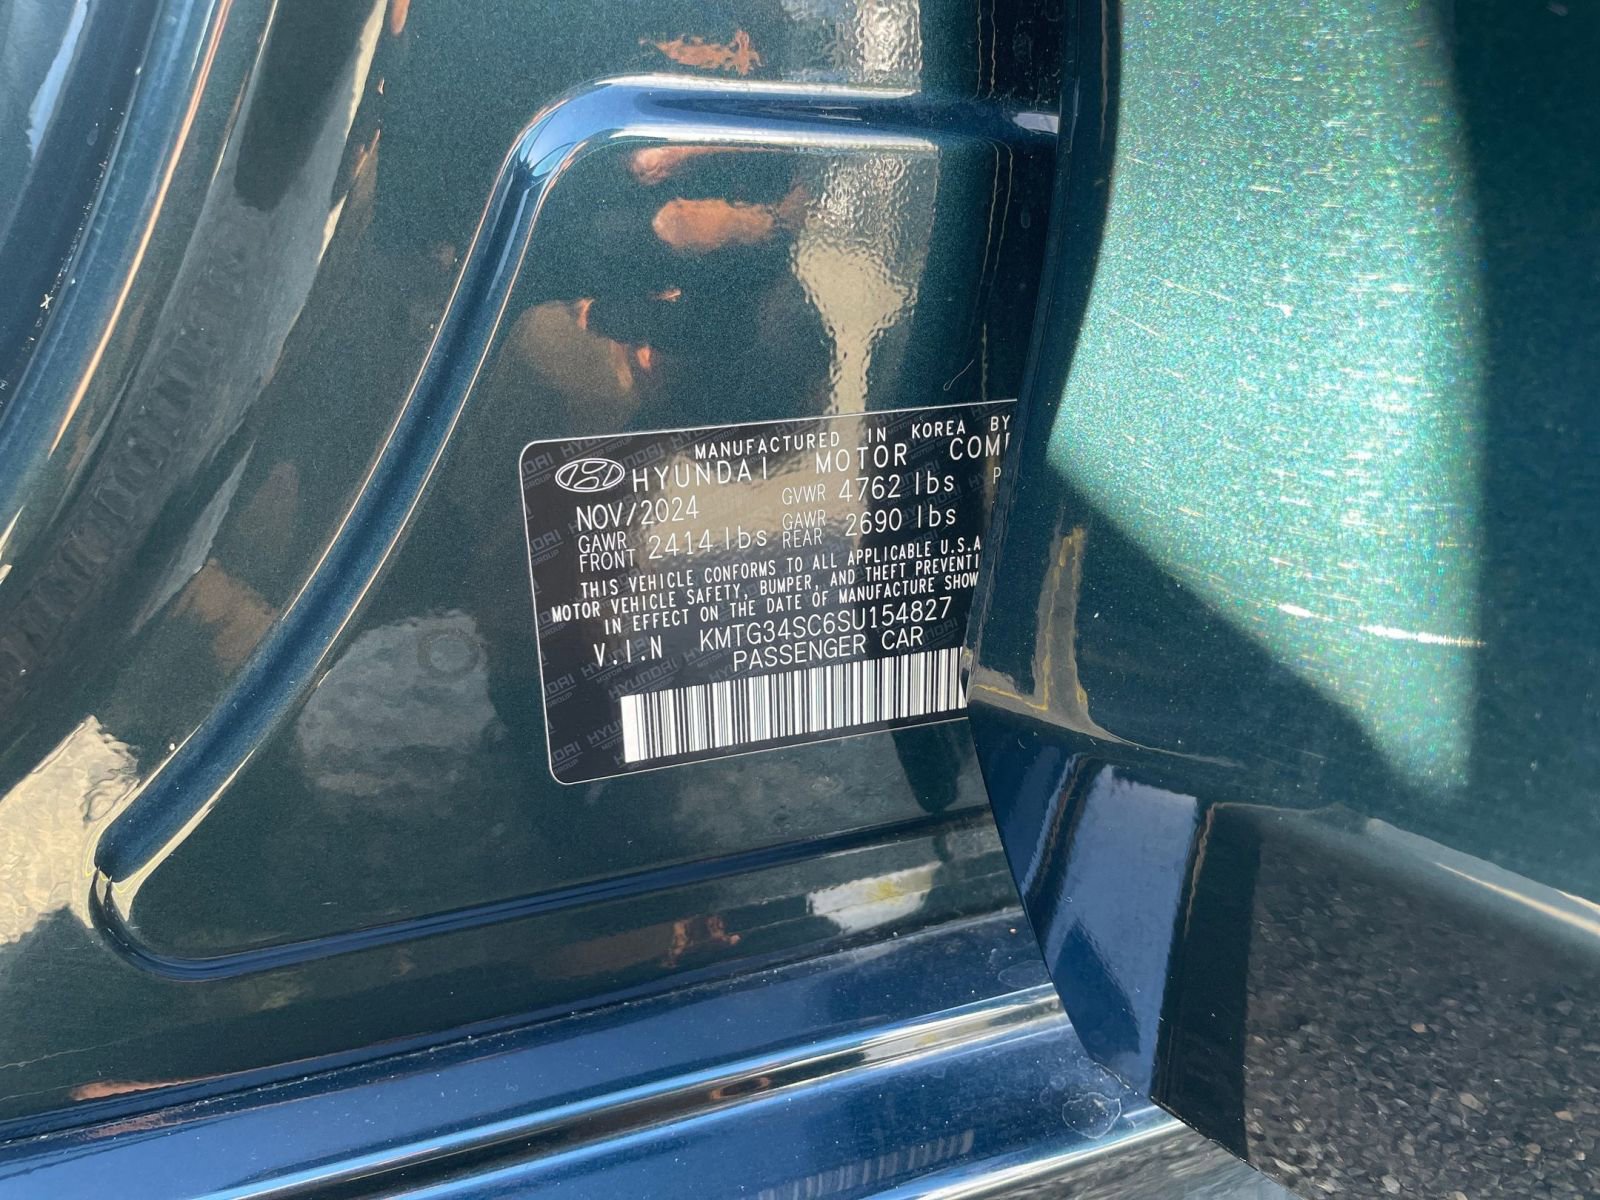 MANUFACTURED IN KOREA BY
HYUNDAI MOTOR COMP
NOV/2024 GVWR 4762 lbs P
GAWR FRONT 2414 lbs GAWR REAR 2690 lbs
THIS VEHICLE CONFORMS TO ALL APPLICABLE U.S.A
MOTOR VEHICLE SAFETY, BUMPER, AND THEFT PREVENTI
IN EFFECT ON THE DATE OF MANUFACTURE SHOW
V.I.N KMTG34SC6SU154827
PASSENGER CAR